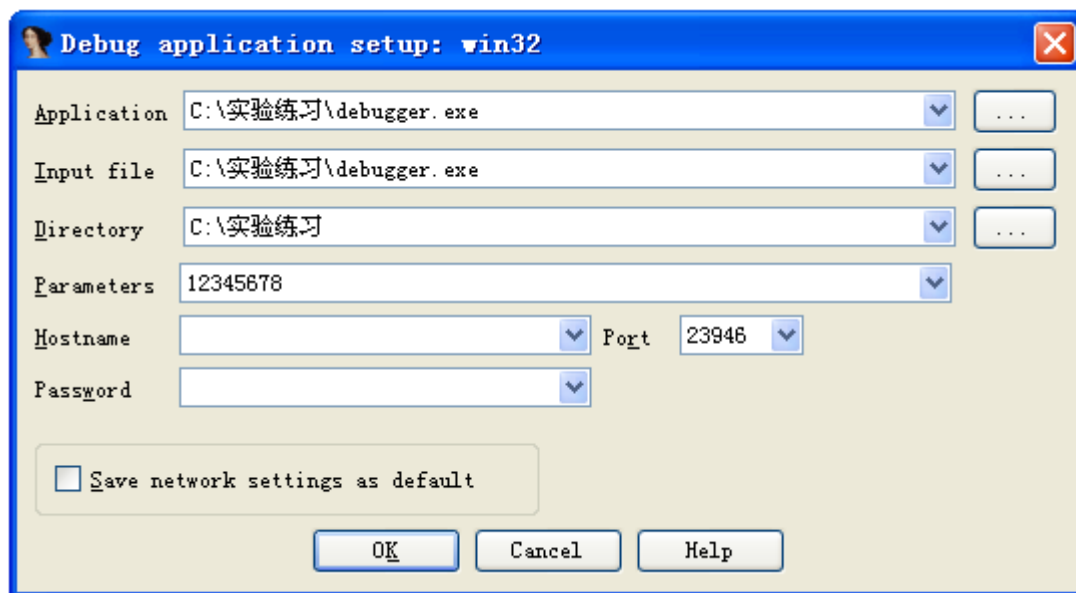 Debug application setup: win32
Application C:\实验练习\debugger.exe ...
Input file C:\实验练习\debugger.exe ...
Directory C:\实验练习 ...
Parameters 12345678
Hostname Port 23946
Password
Save network settings as default
OK Cancel Help